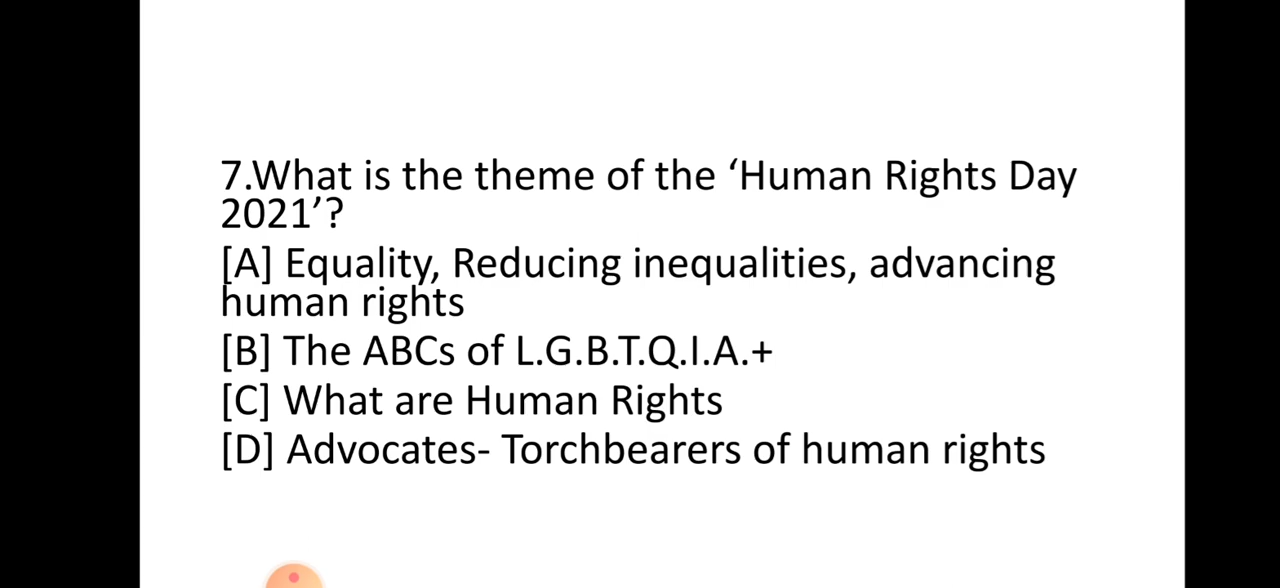 7.What is the theme of the ‘Human Rights Day
2021’?
[A] Equality, Reducing inequalities, advancing
human rights
[B] The ABCs of L.G.B.T.Q.I.A.+
[C] What are Human Rights
[D] Advocates- Torchbearers of human rights